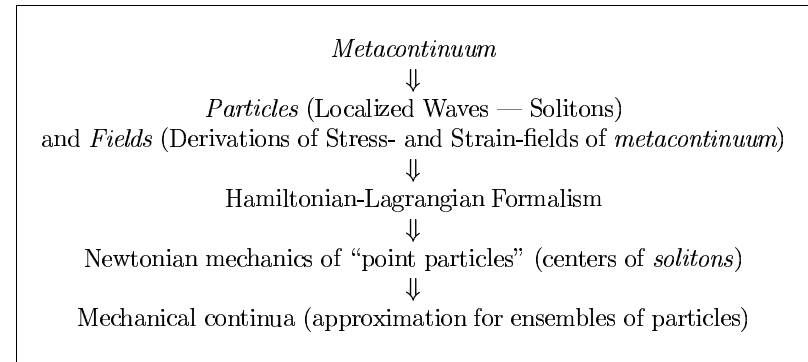 Metacontinuum
⇓
Particles (Localized Waves — Solitons)
and Fields (Derivations of Stress- and Strain-fields of metacontinuum)
⇓
Hamiltonian-Lagrangian Formalism
⇓
Newtonian mechanics of “point particles” (centers of solitons)
⇓
Mechanical continua (approximation for ensembles of particles)